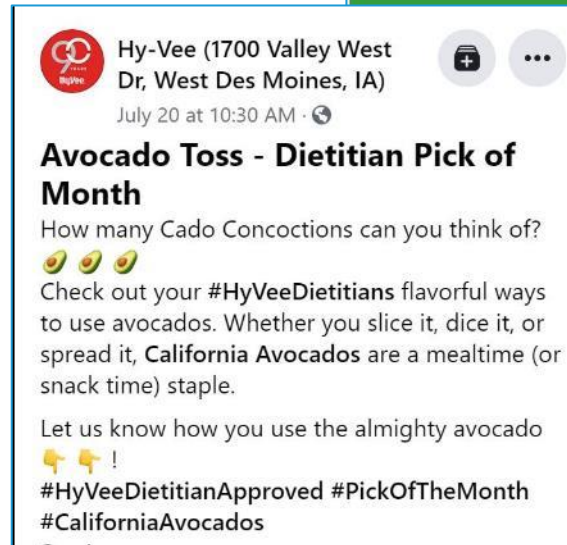 90
YEARS
HyVee
Hy-Vee (1700 Valley West
Dr, West Des Moines, IA)
July 20 at 10:30 AM ·
Avocado Toss - Dietitian Pick of
Month
How many Cado Concoctions can you think of?
🥑 🥑 🥑
Check out your #HyVeeDietitians flavorful ways
to use avocados. Whether you slice it, dice it, or
spread it, California Avocados are a mealtime (or
snack time) staple.
Let us know how you use the almighty avocado
👇 👇 !
#HyVeeDietitianApproved #PickOfTheMonth
#CaliforniaAvocados